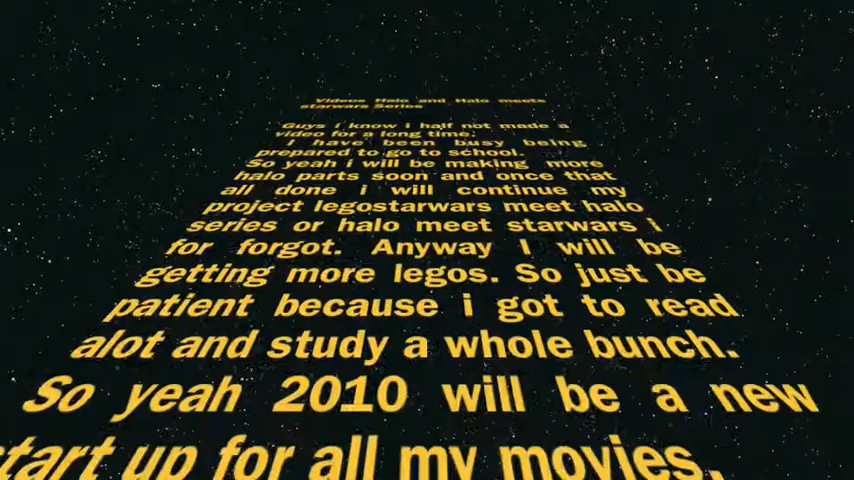 Videos Halo and Halo meets
starwars Series
Guys i know i half not made a
video for a long time.
I have been busy being
prepared to go to school.
So yeah i will be making more
halo parts soon and once that
all done i will continue my
project legostarwars meet halo
series or halo meet starwars i
for forgot. Anyway I will be
getting more legos. So just be
patient because i got to read
alot and study a whole bunch.
So yeah 2010 will be a new
start up for all my movies.